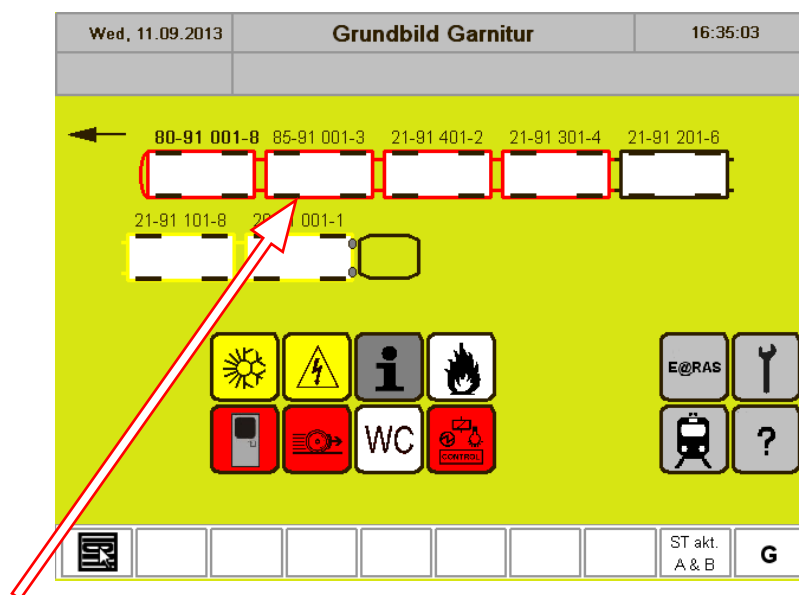 Wed, 11.09.2013 Grundbild Garnitur 16:35:03
80-91 001-8 85-91 001-3 21-91 401-2 21-91 301-4 21-91 201-6
21-91 101-8 001-1
E@RAS
WC CONTROL ?
ST akt.
A & B G